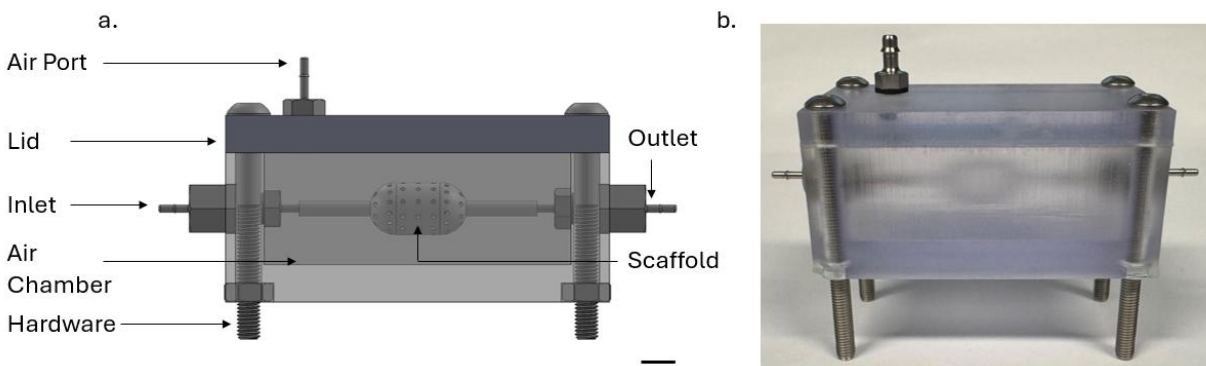 a.
b.
Air Port
Lid
Outlet
Inlet
Air
Chamber
Scaffold
Hardware